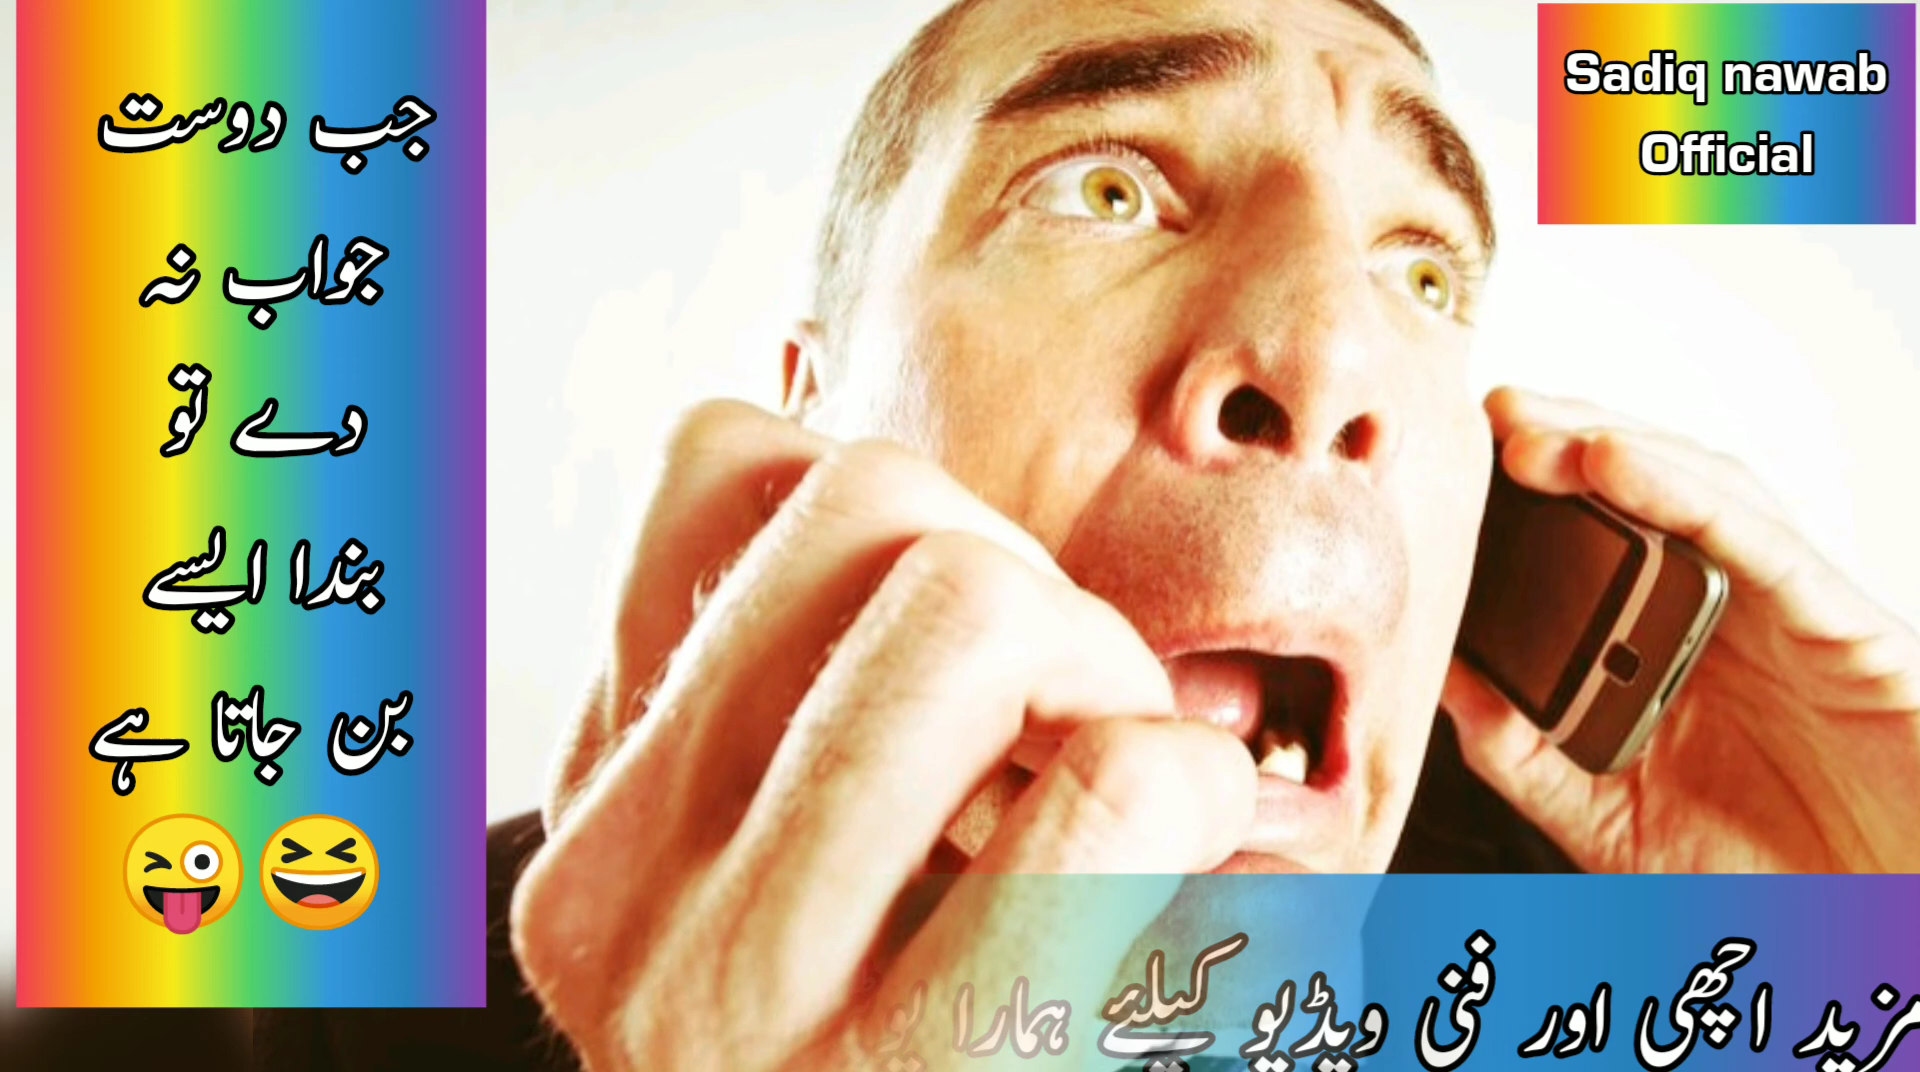 Sadiq nawab
Official
جب دوست
جواب نہ
دے تو
بندا ایسے
بن جاتا ہے
😜😆
مزید اچھی اور فنی ویڈیو کیلئے ہمارا